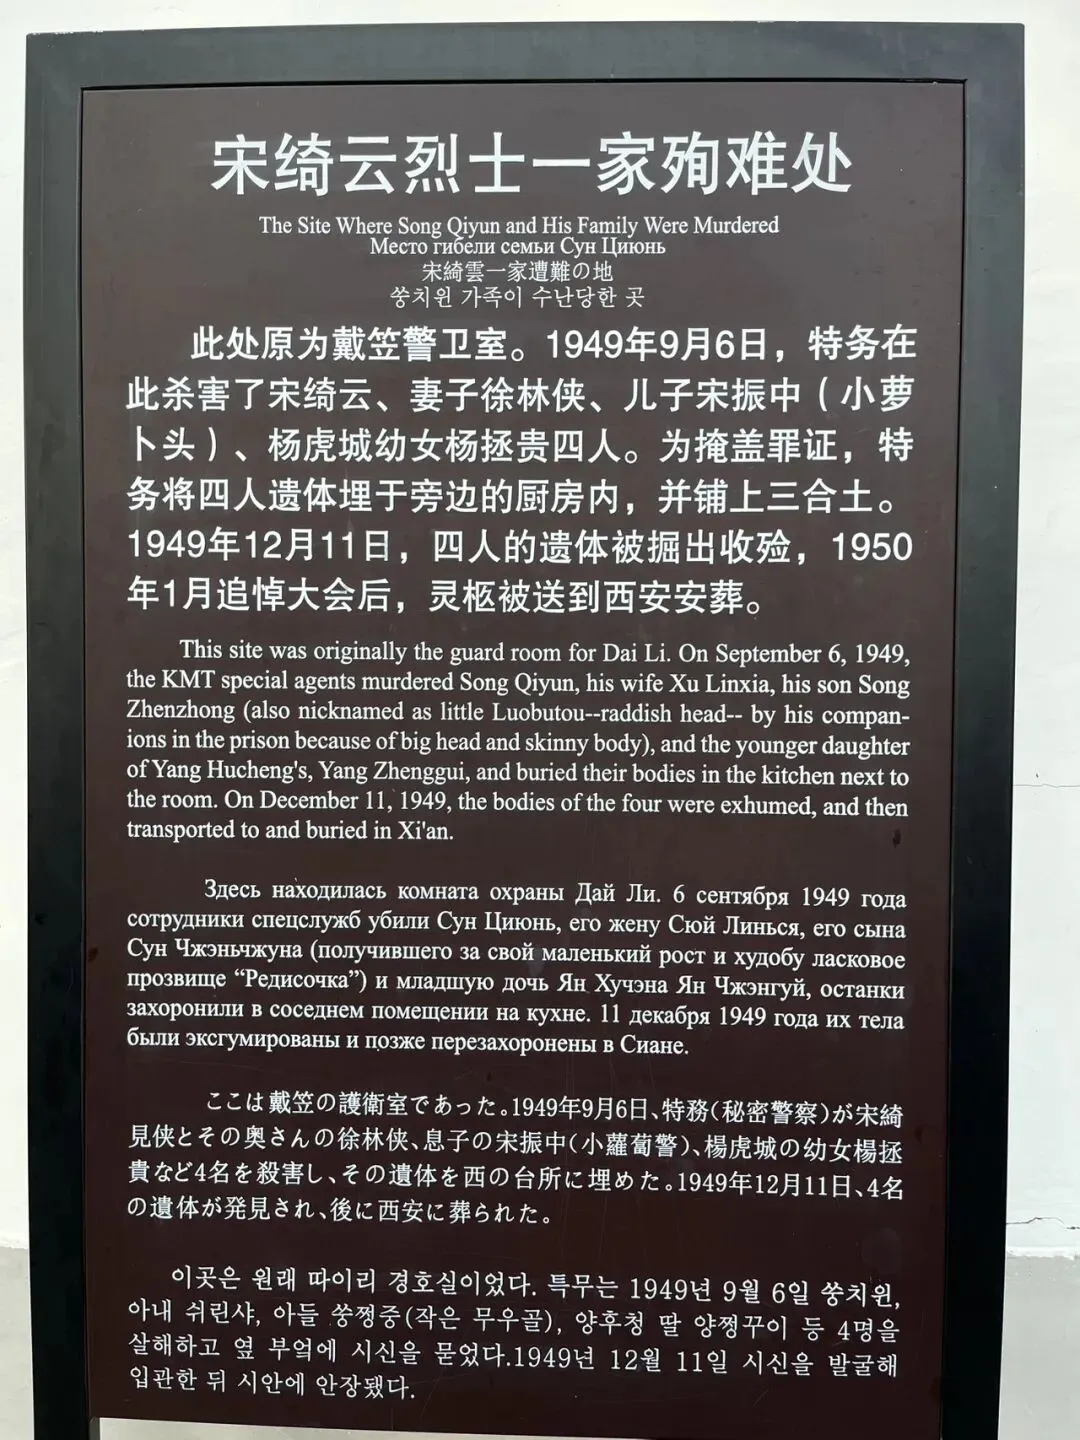 宋绮云烈士一家殉难处
The Site Where Song Qiyun and His Family Were Murdered
Место гибели семьи Сун Циюнь
宋綺雲一家遭難の地
쑹치윈 가족이 수난당한 곳
此处原为戴笠警卫室。1949年9月6日，特务在
此杀害了宋绮云、妻子徐林侠、儿子宋振中（小萝
卜头）、杨虎城幼女杨拯贵四人。为掩盖罪证，特
务将四人遗体埋于旁边的厨房内，并铺上三合土。
1949年12月11日，四人的遗体被掘出收殓，1950
年1月追悼大会后，灵柩被送到西安安葬。
This site was originally the guard room for Dai Li. On September 6, 1949,
the KMT special agents murdered Song Qiyun, his wife Xu Linxia, his son Song
Zhenzhong (also nicknamed as little Luobutou--raddish head-- by his compan-
ions in the prison because of big head and skinny body), and the younger daughter
of Yang Hucheng's, Yang Zhenggui, and buried their bodies in the kitchen next to
the room. On December 11, 1949, the bodies of the four were exhumed, and then
transported to and buried in Xi'an.
Здесь находилась комната охраны Дай Ли. 6 сентября 1949 года
сотрудники спецслужб убили Сун Циюнь, его жену Сюй Линься, его сына
Сун Чжэньчжуна (получившего за свой маленький рост и худобу ласковое
прозвище “Редисочка”) и младшую дочь Ян Хучэна Ян Чжэнгуй, останки
захоронили в соседнем помещении на кухне. 11 декабря 1949 года их тела
были эксгумированы и позже перезахоронены в Сиане.
ここは戴笠の護衛室であった。1949年9月6日、特務（秘密警察）が宋綺
見侠とその奥さんの徐林侠、息子の宋振中（小蘿蔔警）、楊虎城の幼女楊拯
貴など4名を殺害し、その遺体を西の台所に埋めた。1949年12月11日、4名
の遺体が発見され、後に西安に葬られた。
이곳은 원래 따이리 경호실이었다. 특무는 1949년 9월 6일 쑹치윈,
아내 쉬린샤, 아들 쑹쩡중(작은 무우골), 양후청 딸 양쩡꾸이 등 4명을
살해하고 옆 부엌에 시신을 묻었다.1949년 12월 11일 시신을 발굴해
입관한 뒤 시안에 안장됐다.